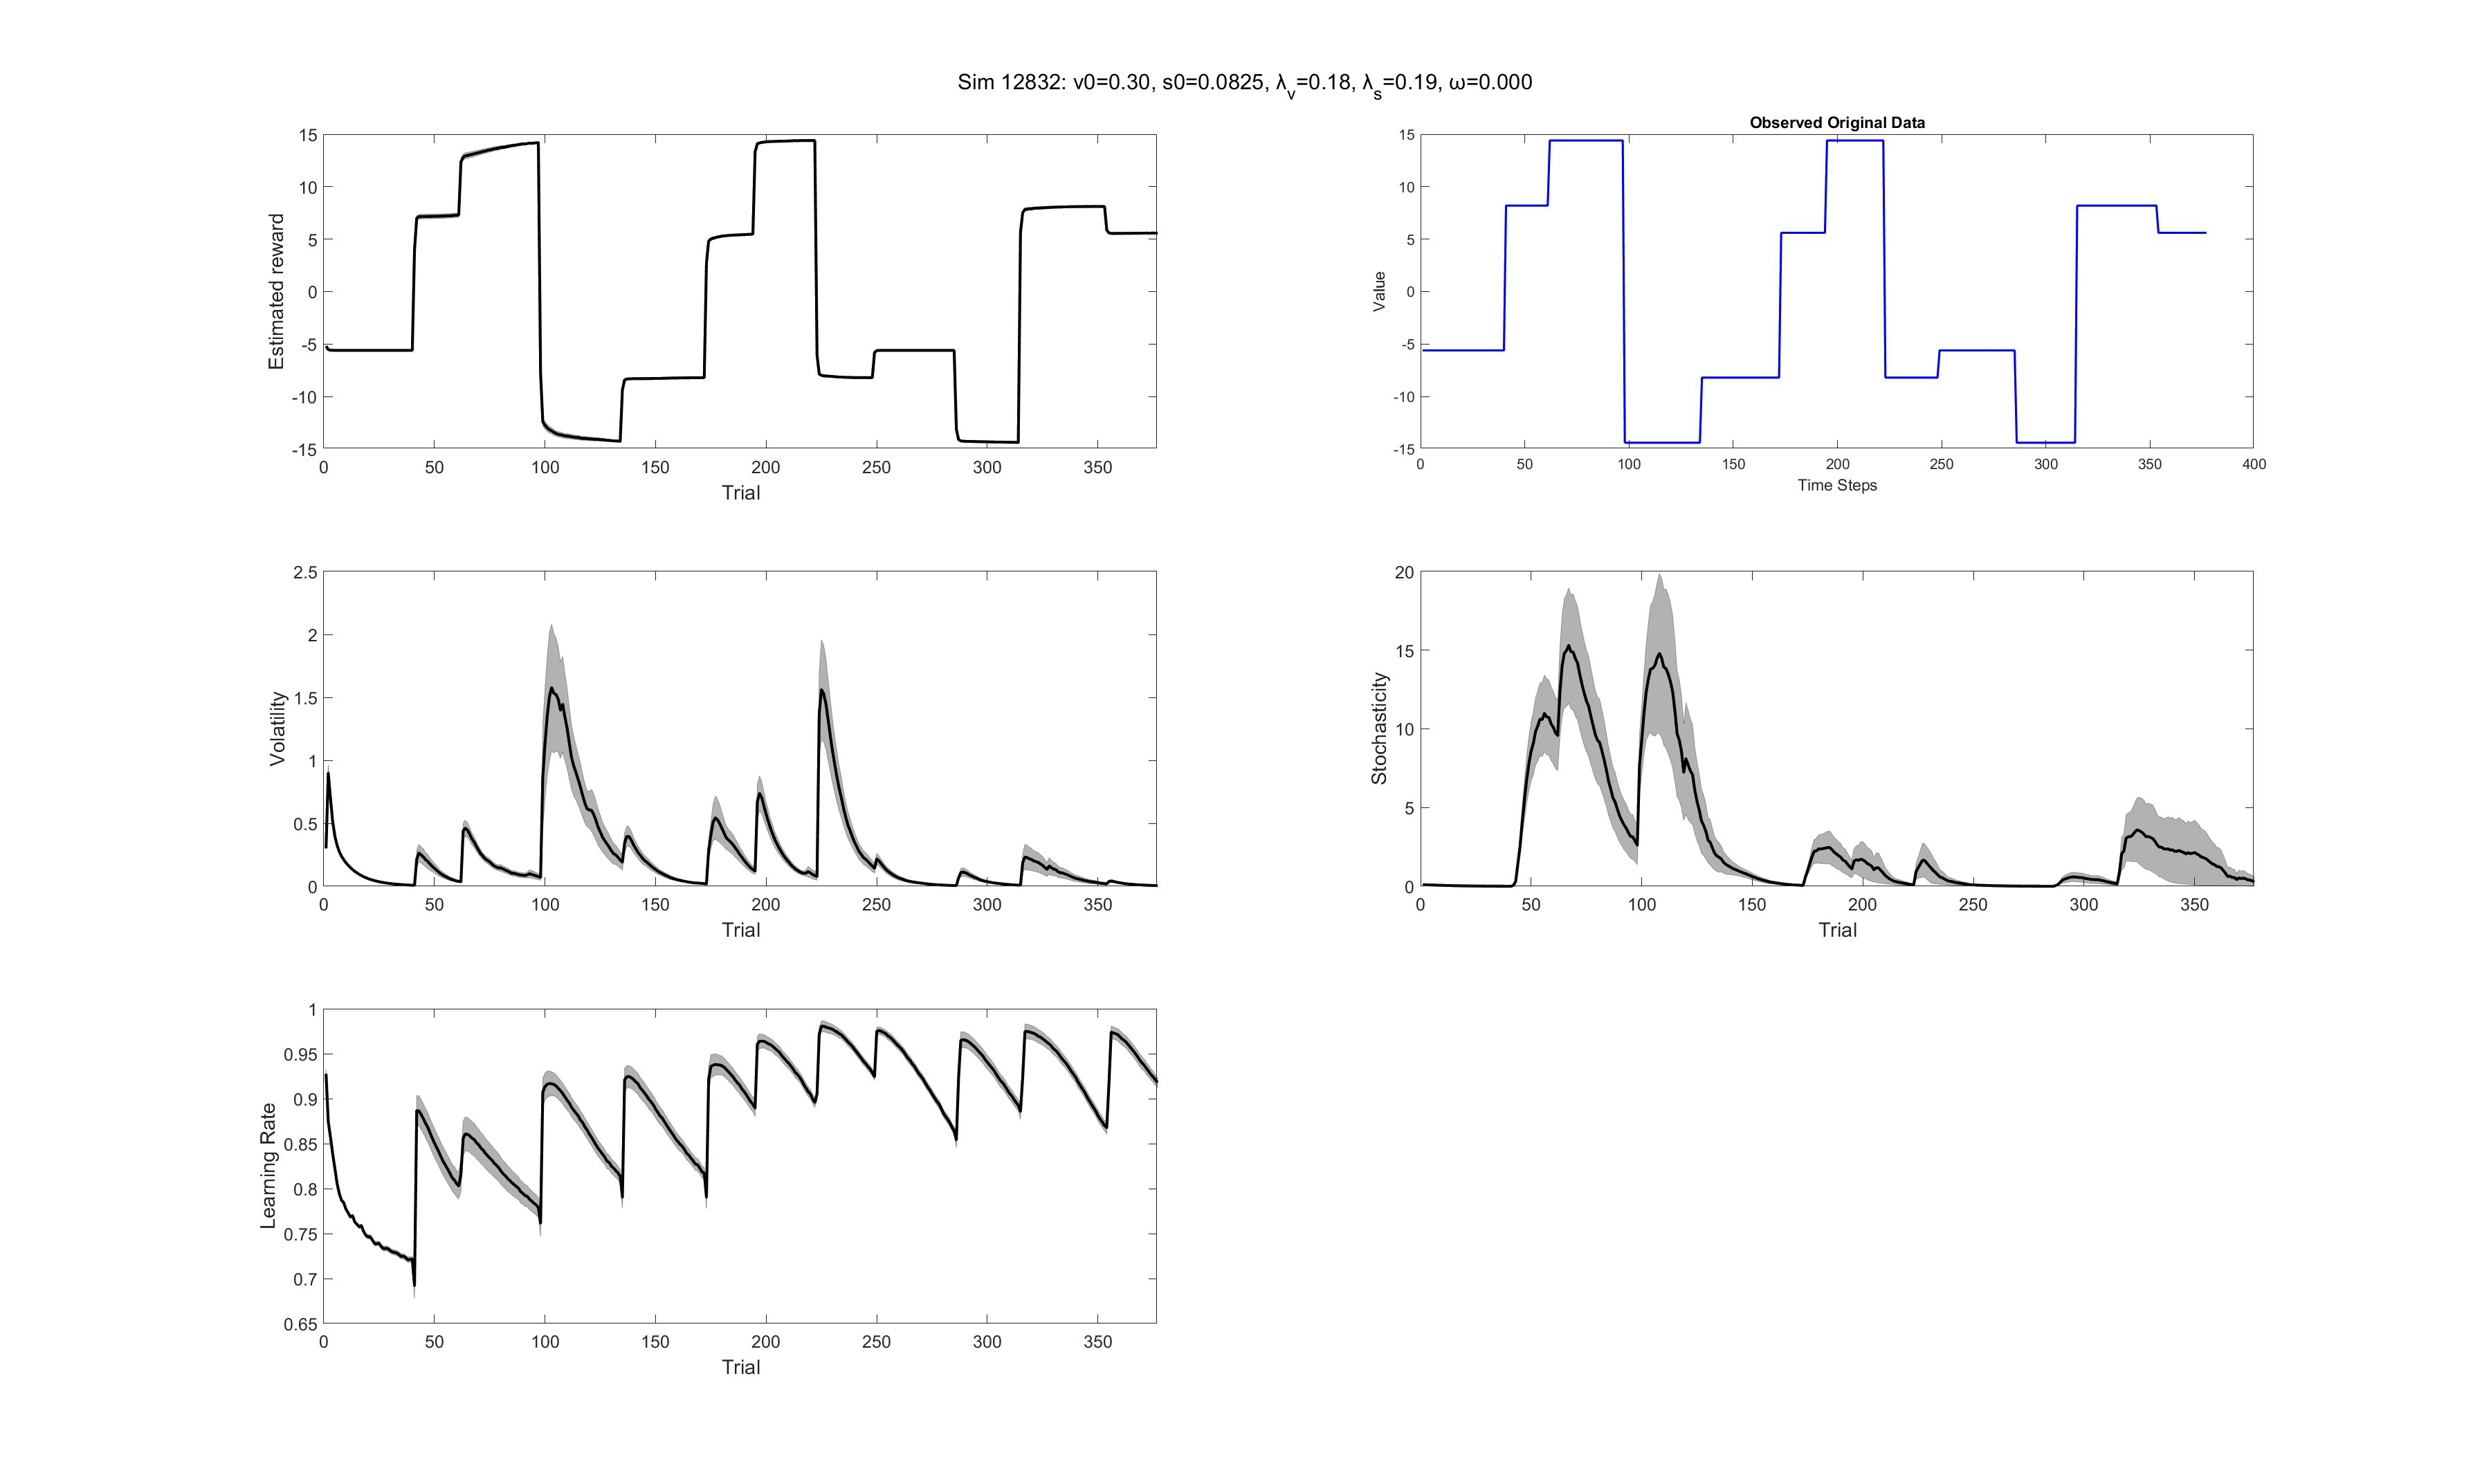 Sim 12832: v0=0.30, s0=0.0825, λv=0.18, λs=0.19, ω=0.000
15
10
5
0
-5
-10
-15
Estimated reward
0 50 100 150 200 250 300 350
Trial
Observed Original Data
15
10
5
0
-5
-10
-15
Value
0 50 100 150 200 250 300 350 400
Time Steps
2.5
2
1.5
1
0.5
0
Volatility
0 50 100 150 200 250 300 350
Trial
20
15
10
5
0
Stochasticity
0 50 100 150 200 250 300 350
Trial
1
0.95
0.9
0.85
0.8
0.75
0.7
0.65
Learning Rate
0 50 100 150 200 250 300 350
Trial